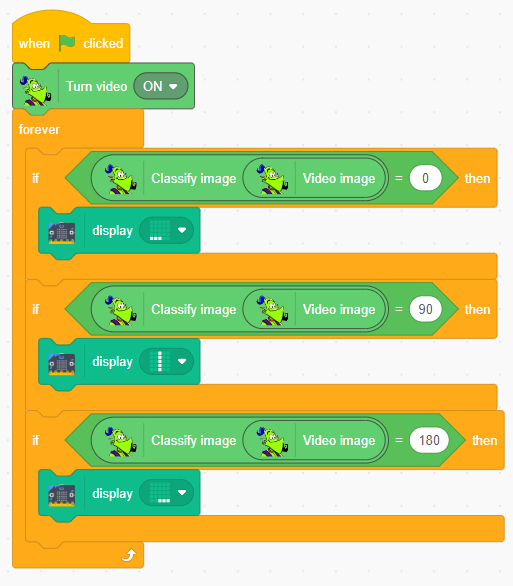 when clicked
Turn video ON
forever
if Classify image Video image = 0 then
display
if Classify image Video image = 90 then
display
if Classify image Video image = 180 then
display